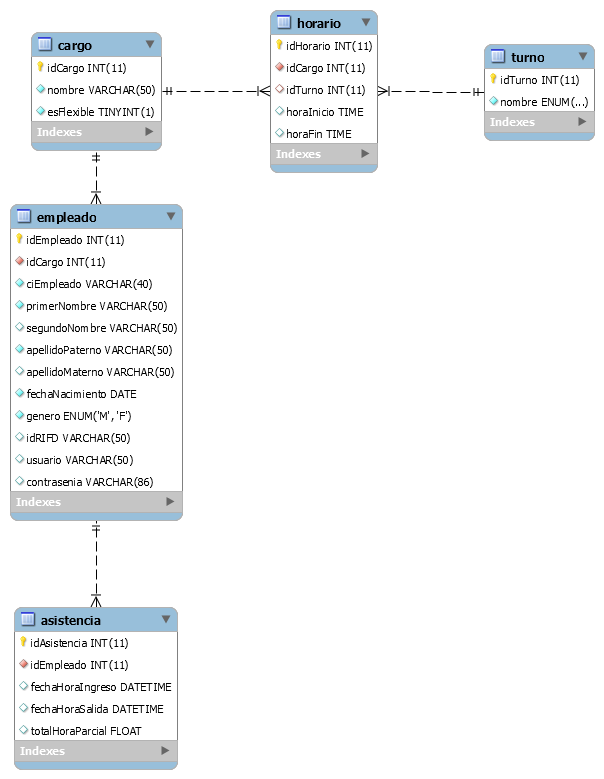 cargo
idCargo INT(11)
nombre VARCHAR(50)
esFlexible TINYINT(1)
Indexes
horario
idHorario INT(11)
idCargo INT(11)
idTurno INT(11)
horaInicio TIME
horaFin TIME
Indexes
turno
idTurno INT(11)
nombre ENUM(...)
Indexes
empleado
idEmpleado INT(11)
idCargo INT(11)
ciEmpleado VARCHAR(40)
primerNombre VARCHAR(50)
segundoNombre VARCHAR(50)
apellidoPaterno VARCHAR(50)
apellidoMaterno VARCHAR(50)
fechaNacimiento DATE
genero ENUM('M', 'F')
idRIFD VARCHAR(50)
usuario VARCHAR(50)
contrasenia VARCHAR(86)
Indexes
asistencia
idAsistencia INT(11)
idEmpleado INT(11)
fechaHoraIngreso DATETIME
fechaHoraSalida DATETIME
totalHoraParcial FLOAT
Indexes